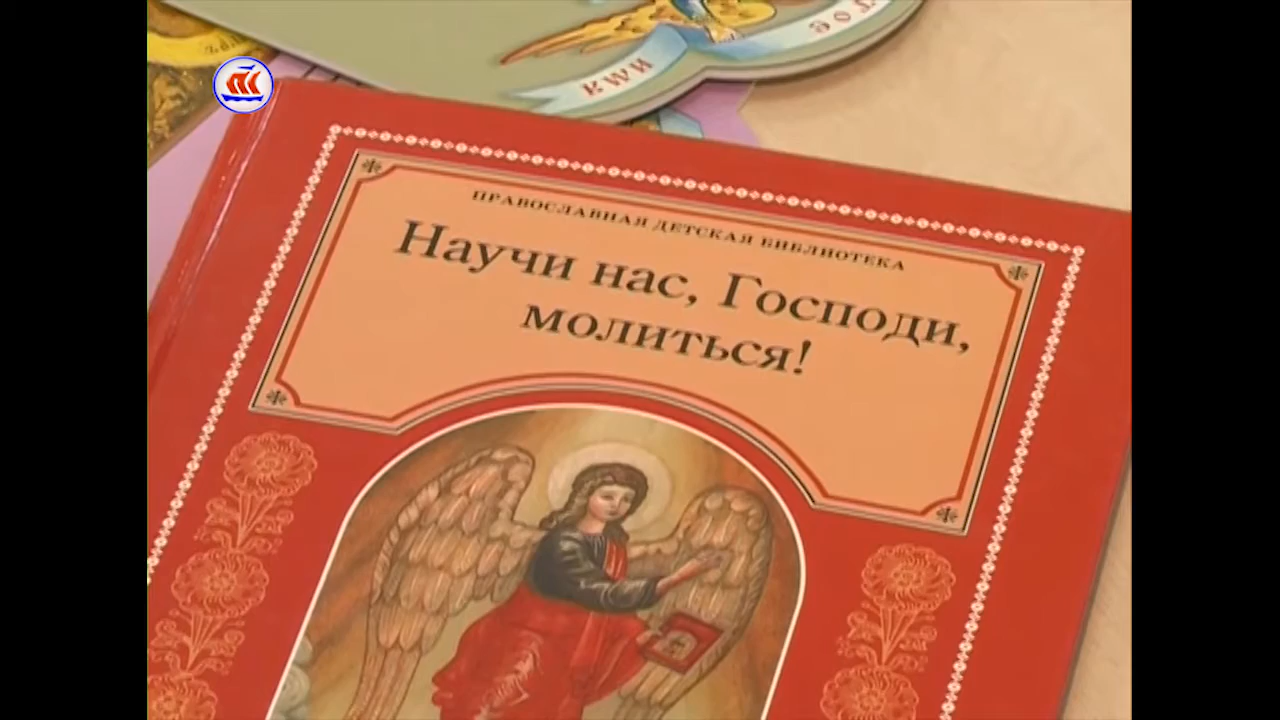 ПРАВОСЛАВНАЯ ДЕТСКАЯ БИБЛИОТЕКА
Научи нас, Господи,
молиться!